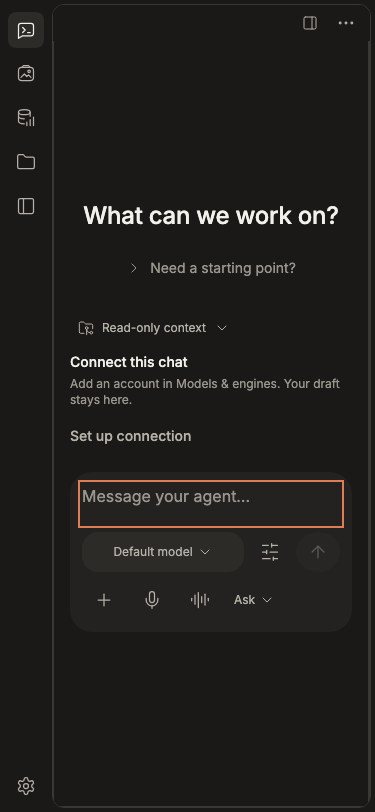 What can we work on?
Need a starting point?
Read-only context
Connect this chat
Add an account in Models & engines. Your draft
stays here.
Set up connection
Message your agent...
Default model
Ask